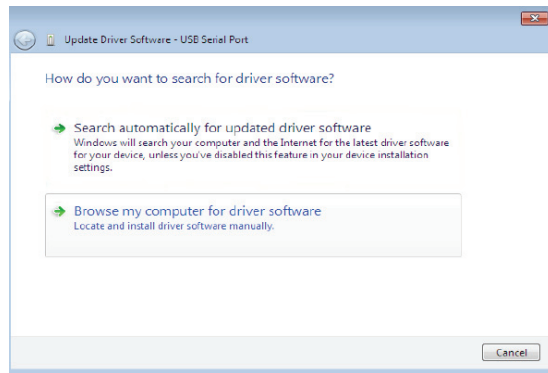 Update Driver Software - USB Serial Port
How do you want to search for driver software?
Search automatically for updated driver software
Windows will search your computer and the Internet for the latest driver software
for your device, unless you've disabled this feature in your device installation
settings.
Browse my computer for driver software
Locate and install driver software manually.
Cancel